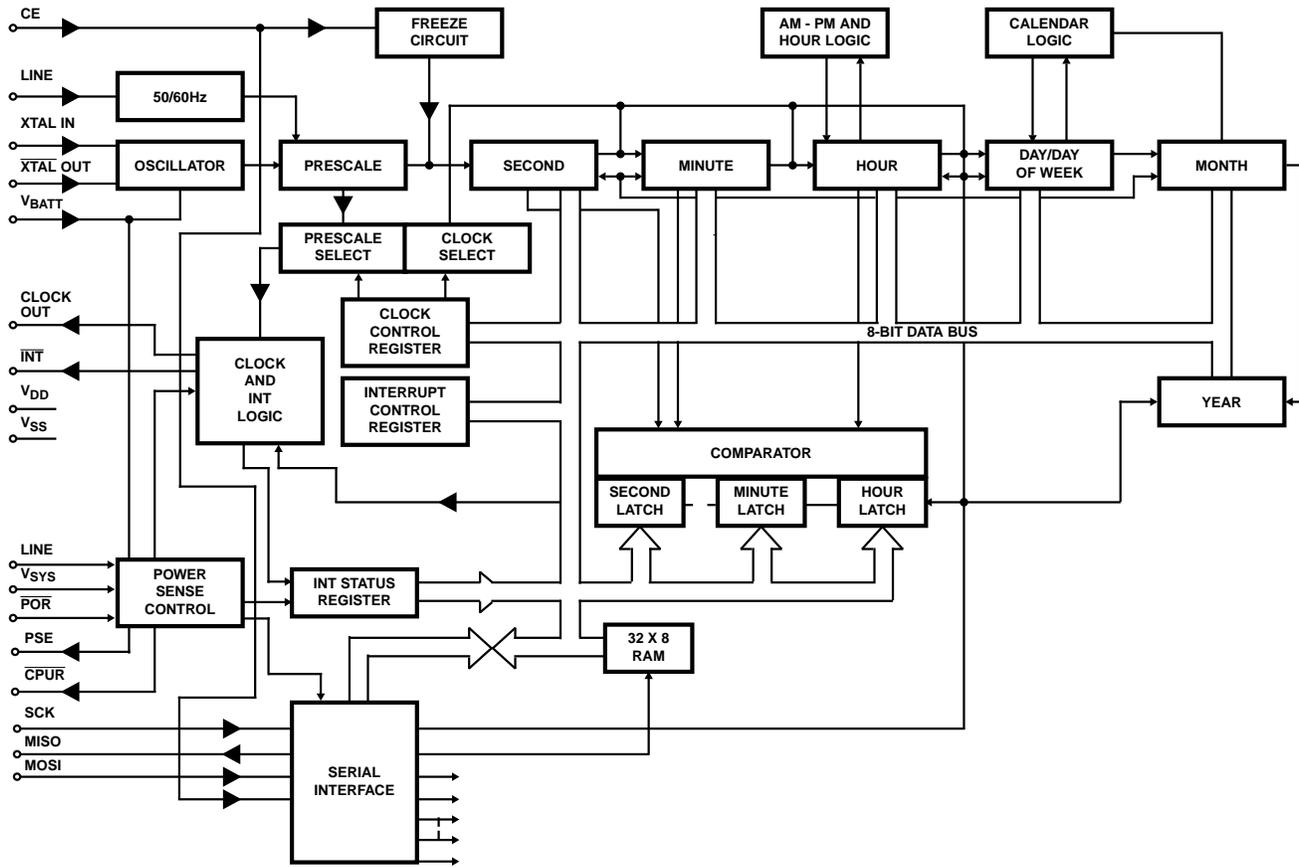 CE
FREEZE
CIRCUIT
AM - PM AND
HOUR LOGIC
CALENDAR
LOGIC
LINE
50/60Hz
XTAL IN
OSCILLATOR
PRESCALE
SECOND
MINUTE
HOUR
DAY/DAY
OF WEEK
MONTH
XTAL OUT
VBATT
PRESCALE
SELECT
CLOCK
SELECT
CLOCK
OUT
CLOCK
CONTROL
REGISTER
8-BIT DATA BUS
INT
CLOCK
AND
INT
LOGIC
VDD
VSS
INTERRUPT
CONTROL
REGISTER
YEAR
COMPARATOR
SECOND
LATCH
MINUTE
LATCH
HOUR
LATCH
LINE
VSYS
POR
POWER
SENSE
CONTROL
INT STATUS
REGISTER
PSE
CPUR
32 X 8
RAM
SCK
MISO
MOSI
SERIAL
INTERFACE